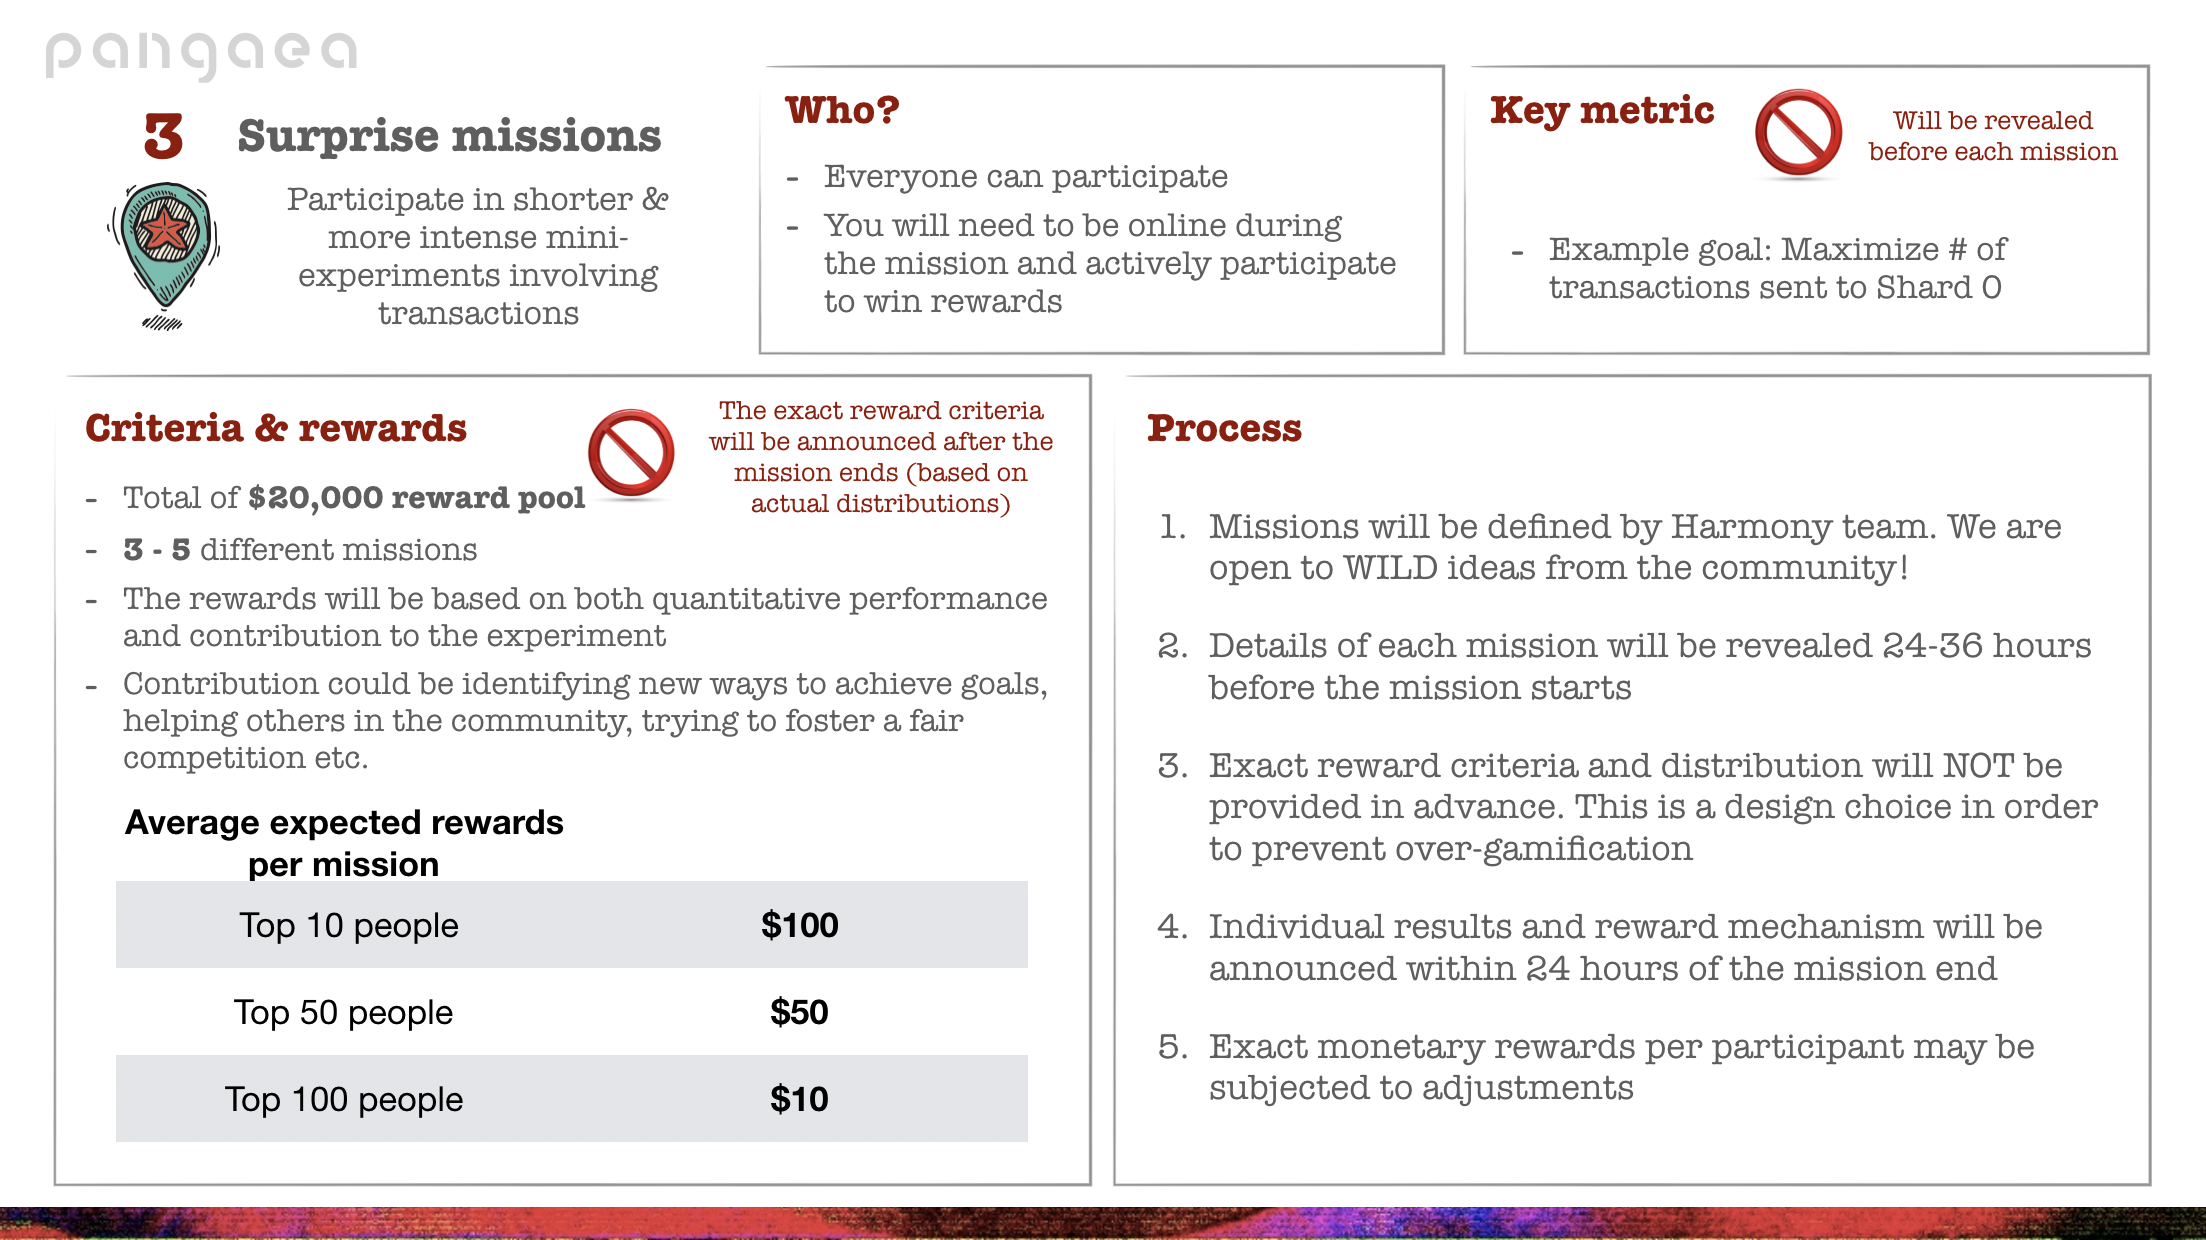 pangaea
3 Surprise missions
Participate in shorter &
more intense mini-
experiments involving
transactions
Who?
- Everyone can participate
- You will need to be online during
the mission and actively participate
to win rewards
Key metric
Will be revealed
before each mission
- Example goal: Maximize # of
transactions sent to Shard 0
Criteria & rewards
The exact reward criteria
will be announced after the
mission ends (based on
actual distributions)
- Total of $20,000 reward pool
- 3 - 5 different missions
- The rewards will be based on both quantitative performance
and contribution to the experiment
- Contribution could be identifying new ways to achieve goals,
helping others in the community, trying to foster a fair
competition etc.
Average expected rewards
per mission
Top 10 people $100
Top 50 people $50
Top 100 people $10
Process
1. Missions will be defined by Harmony team. We are
open to WILD ideas from the community!
2. Details of each mission will be revealed 24-36 hours
before the mission starts
3. Exact reward criteria and distribution will NOT be
provided in advance. This is a design choice in order
to prevent over-gamification
4. Individual results and reward mechanism will be
announced within 24 hours of the mission end
5. Exact monetary rewards per participant may be
subjected to adjustments